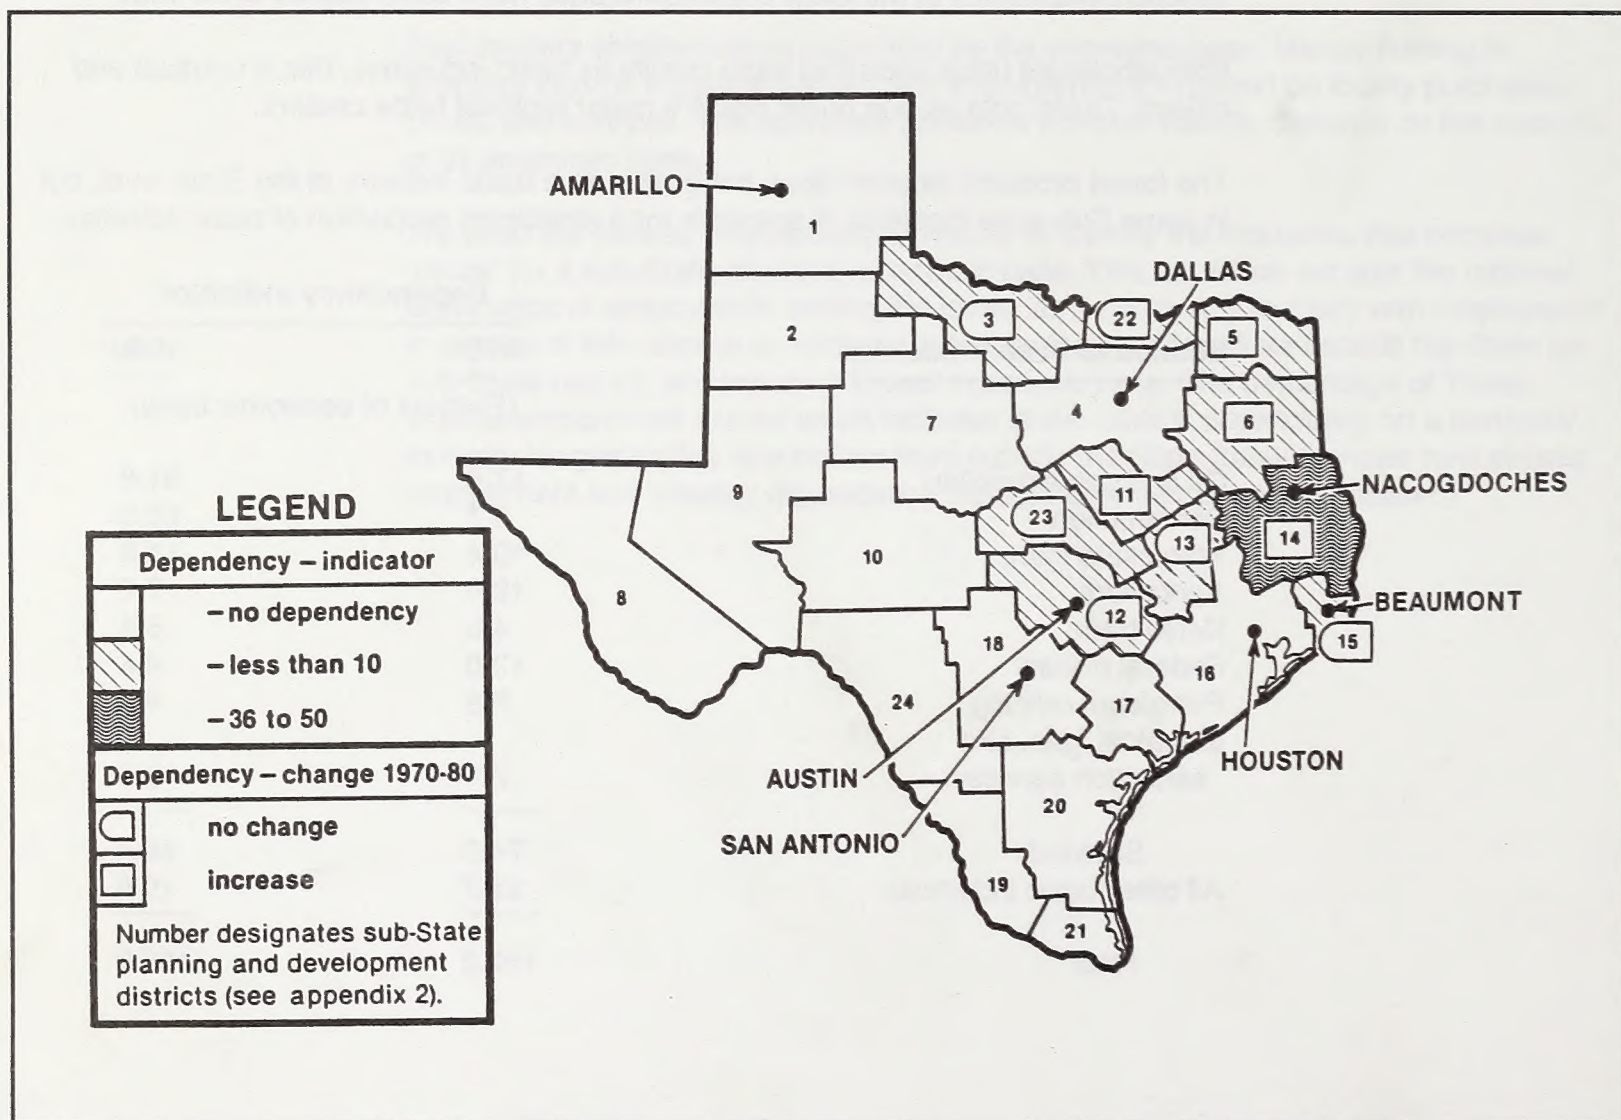 AMARILLO
1
DALLAS
3
22
5
2
4
6
7
NACOGDOCHES
9
11
23
13
14
10
8
BEAUMONT
12
15
18
16
24
17
HOUSTON
AUSTIN
20
SAN ANTONIO
19
21
LEGEND
Dependency – indicator
– no dependency
– less than 10
– 36 to 50
Dependency – change 1970-80
no change
increase
Number designates sub-State
planning and development
districts (see appendix 2).